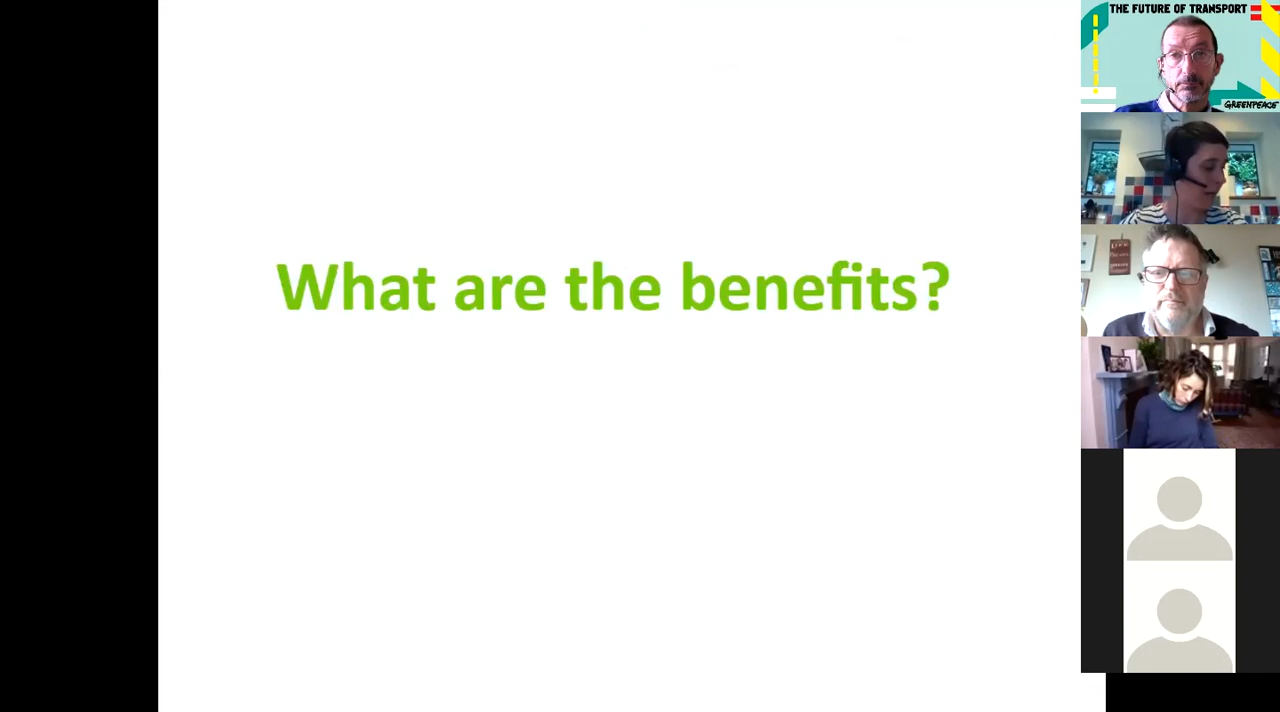 What are the benefits?
THE FUTURE OF TRANSPORT
GREENPEACE